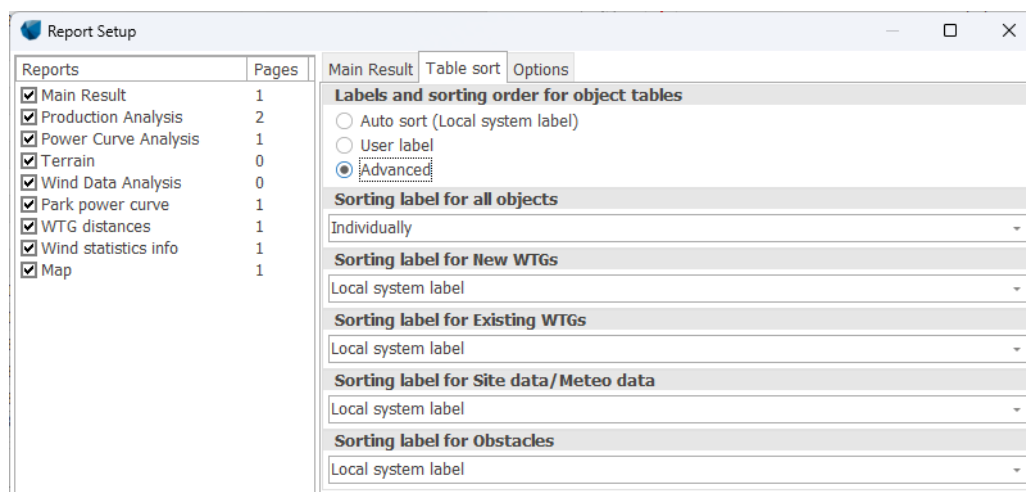 Report Setup
Reports Pages
Main Result 1
Production Analysis 2
Power Curve Analysis 1
Terrain 0
Wind Data Analysis 0
Park power curve 1
WTG distances 1
Wind statistics info 1
Map 1
Main Result Table sort Options
Labels and sorting order for object tables
Auto sort (Local system label)
User label
Advanced
Sorting label for all objects
Individually
Sorting label for New WTGs
Local system label
Sorting label for Existing WTGs
Local system label
Sorting label for Site data/Meteo data
Local system label
Sorting label for Obstacles
Local system label